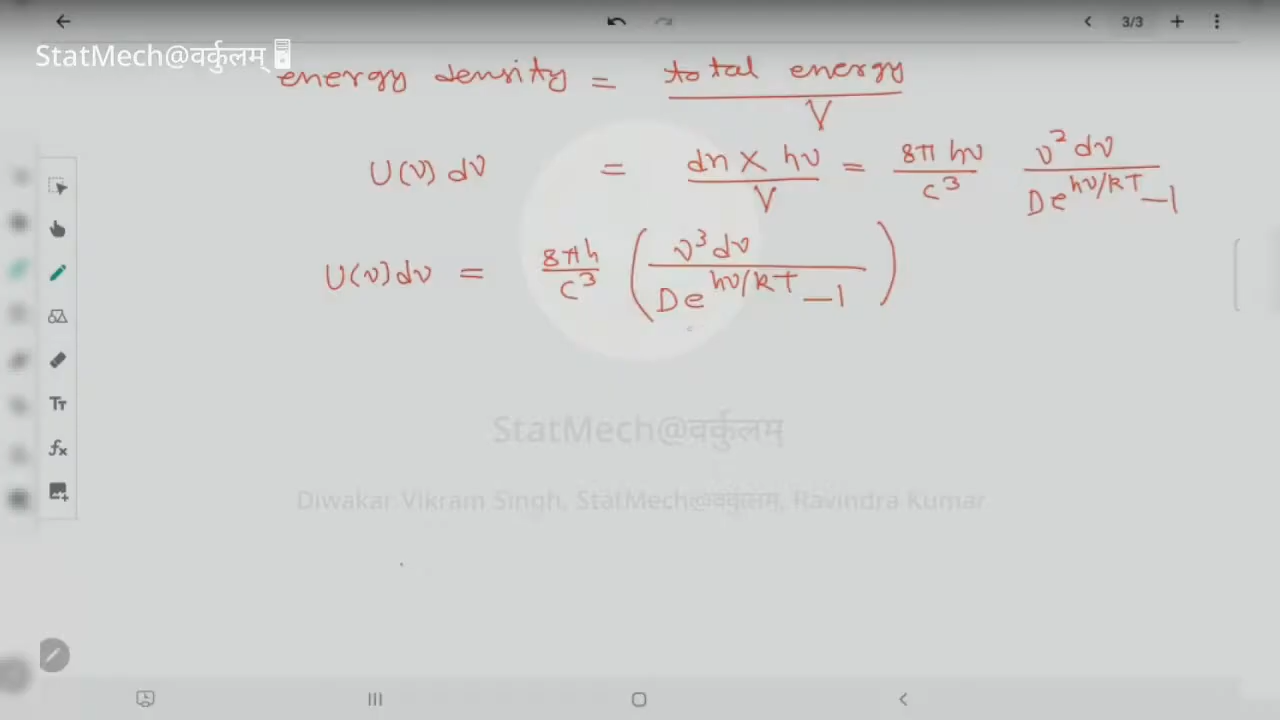 3/3
StatMech@वर्कुलम्
energy density = total energy / V
U(ν) dν = dn × hν / V = 8π hν / c³ ν² dν / De^hν/kT −1
U(ν) dν = 8πh / c³ ( ν³ dν / De^hν/kT −1 )
Tт
fx
StatMech@वर्कुलम्
Diwakar Vikram Singh, StatMech@वर्कुलम्, Ravindra Kumar